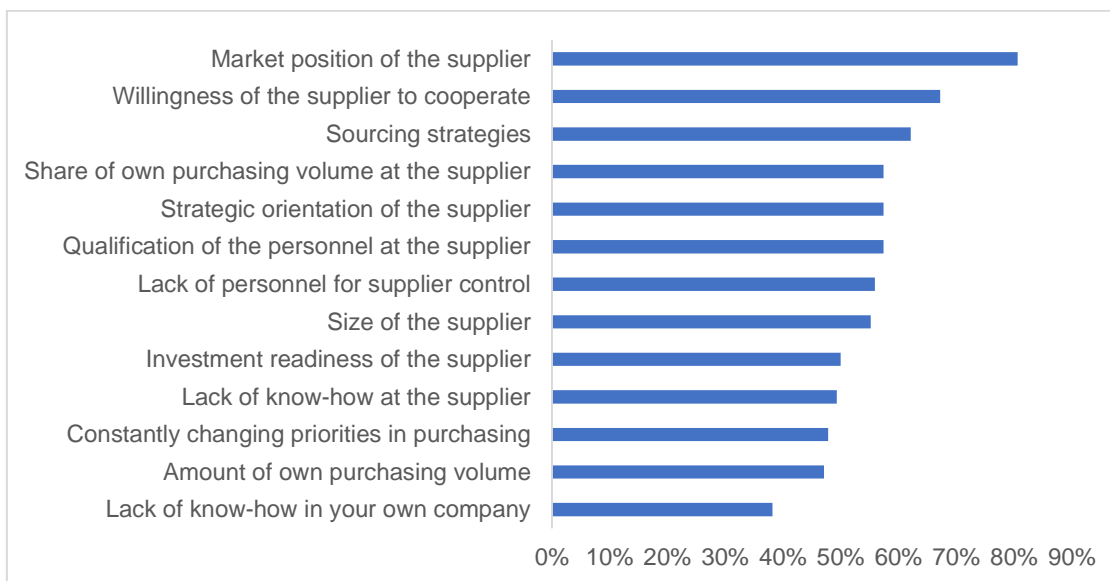 Market position of the supplier
Willingness of the supplier to cooperate
Sourcing strategies
Share of own purchasing volume at the supplier
Strategic orientation of the supplier
Qualification of the personnel at the supplier
Lack of personnel for supplier control
Size of the supplier
Investment readiness of the supplier
Lack of know-how at the supplier
Constantly changing priorities in purchasing
Amount of own purchasing volume
Lack of know-how in your own company
0% 10% 20% 30% 40% 50% 60% 70% 80% 90%